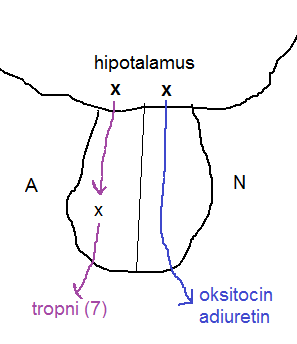 hipotalamus
x x
A
N
x
tropni (7)
oksitocin
adiuretin